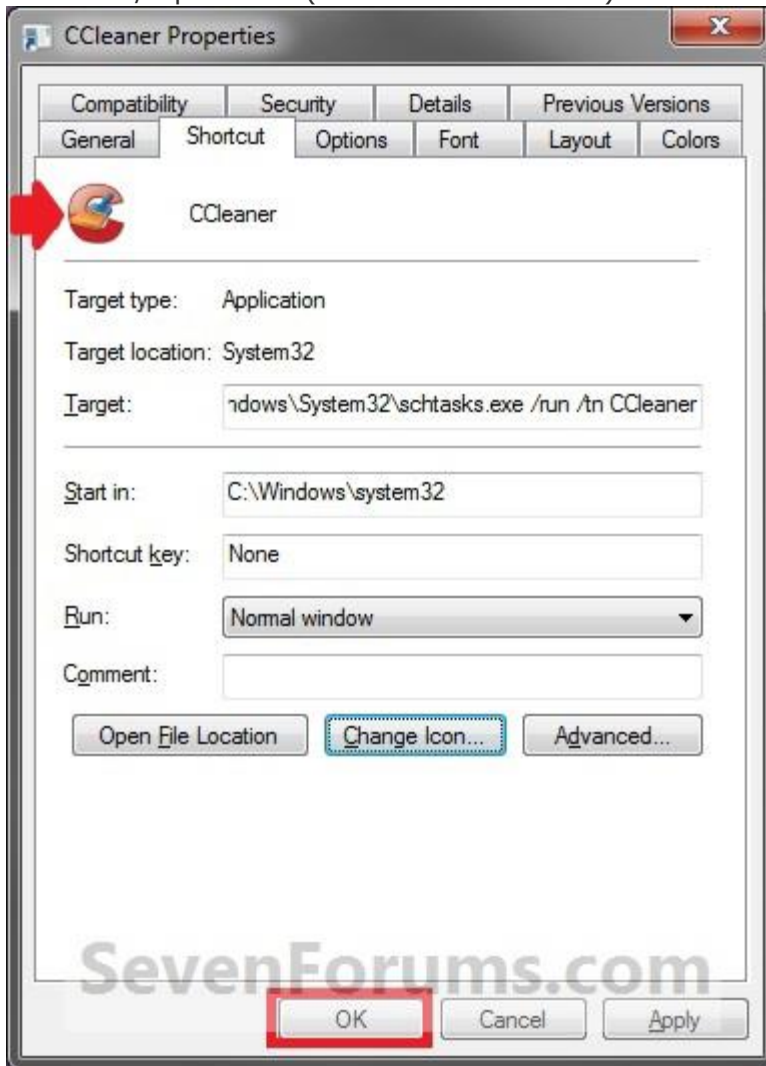 CCleaner Properties
Compatibility Security Details Previous Versions
General Shortcut Options Font Layout Colors
CCleaner
Target type: Application
Target location: System32
Target: ndows\System32\schtasks.exe /run /tn CCleaner
Start in: C:\Windows\system32
Shortcut key: None
Run: Normal window
Comment:
Open File Location Change Icon... Advanced...
SevenForums.com
OK Cancel Apply